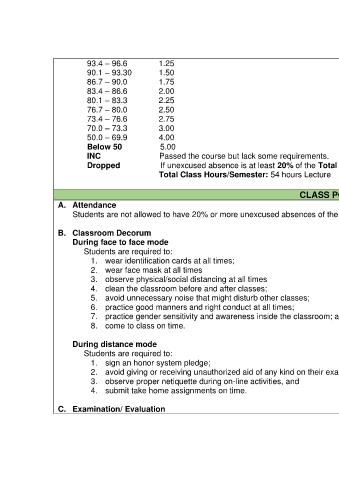 93.4 – 96.6 1.25
90.1 – 93.30 1.50
86.7 – 90.0 1.75
83.4 - 86.6 2.00
80.1 – 83.3 2.25
76.7 – 80.0 2.50
73.4 – 76.6 2.75
70.0 – 73.3 3.00
50.0 – 69.9 4.00
Below 50 5.00
INC Passed the course but lack some requirements.
Dropped If unexcused absence is at least 20% of the Total
Total Class Hours/Semester: 54 hours Lecture
CLASS PO
A. Attendance
Students are not allowed to have 20% or more unexcused absences of the
B. Classroom Decorum
During face to face mode
Students are required to:
1. wear identification cards at all times;
2. wear face mask at all times
3. observe physical/social distancing at all times
4. clean the classroom before and after classes;
5. avoid unnecessary noise that might disturb other classes;
6. practice good manners and right conduct at all times;
7. practice gender sensitivity and awareness inside the classroom; a
8. come to class on time.
During distance mode
Students are required to:
1. sign an honor system pledge;
2. avoid giving or receiving unauthorized aid of any kind on their exa
3. observe proper netiquette during on-line activities, and
4. submit take home assignments on time.
C. Examination/ Evaluation